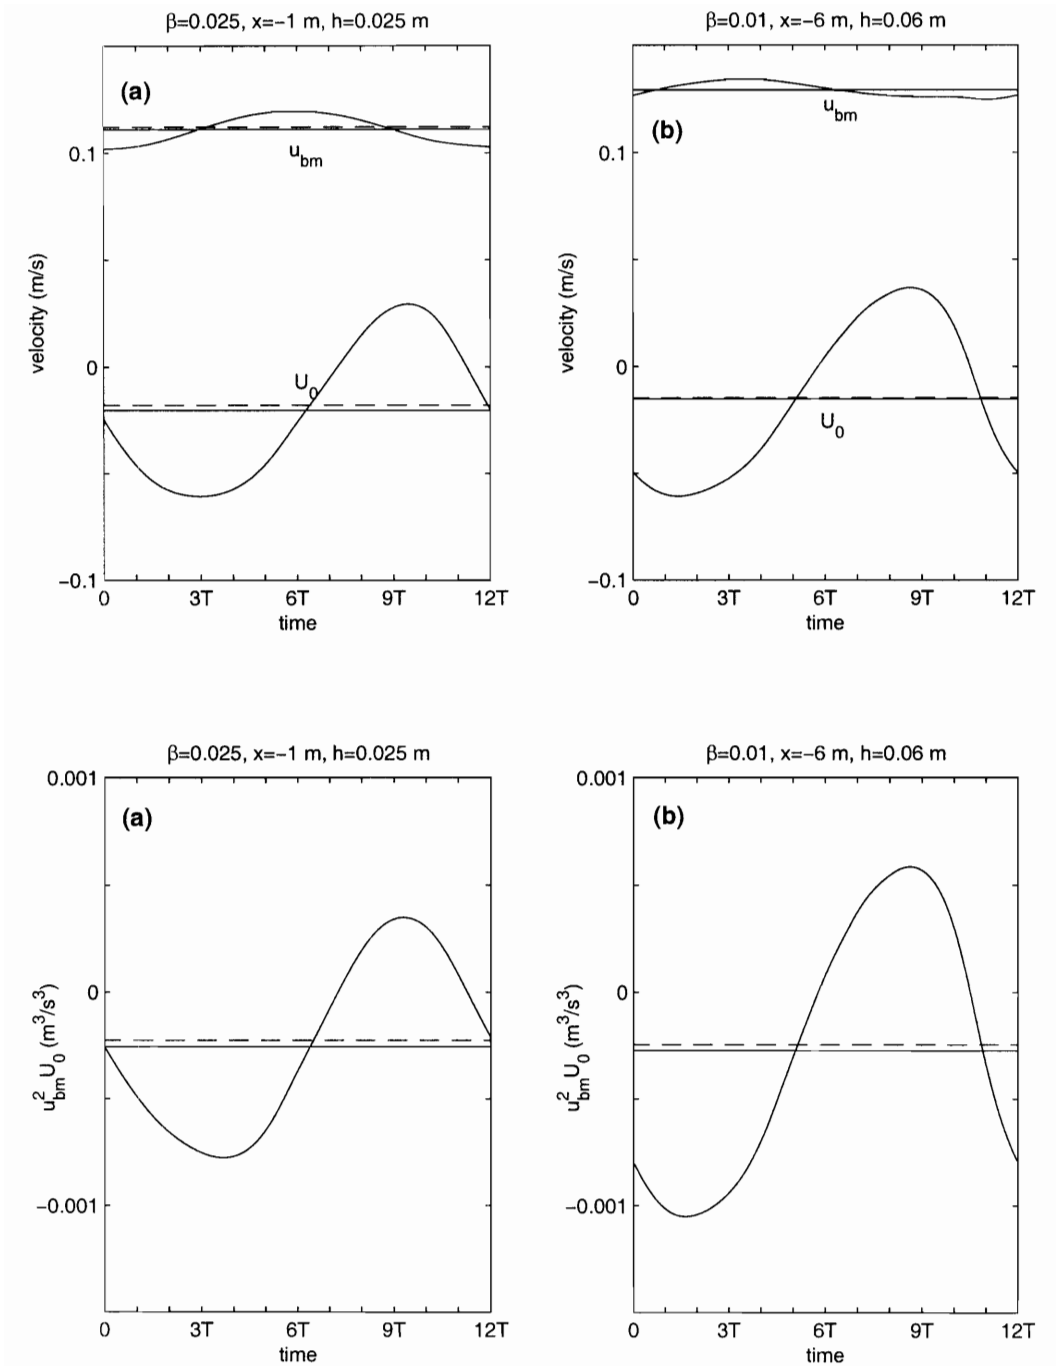 β=0.025, x=−1 m, h=0.025 m
(a)
u_bm
0.1
velocity (m/s)
0
U_0
−0.1
0 3T 6T 9T 12T
time
β=0.01, x=−6 m, h=0.06 m
u_bm
(b)
0.1
velocity (m/s)
0
U_0
−0.1
0 3T 6T 9T 12T
time
β=0.025, x=−1 m, h=0.025 m
0.001
(a)
0
u²_bm U_0 (m³/s³)
−0.001
0 3T 6T 9T 12T
time
β=0.01, x=−6 m, h=0.06 m
0.001
(b)
0
u²_bm U_0 (m³/s³)
−0.001
0 3T 6T 9T 12T
time